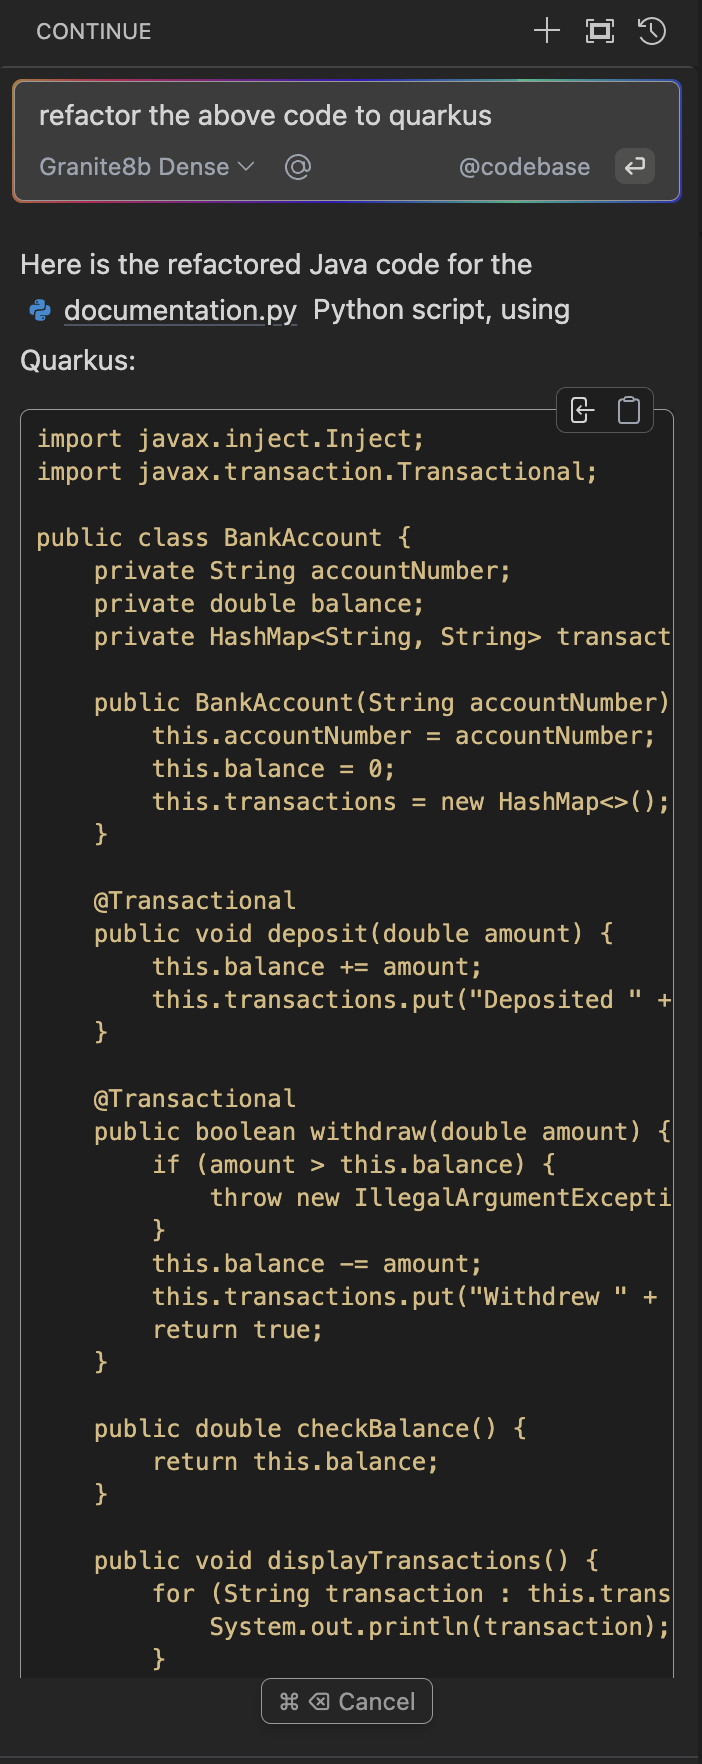 CONTINUE
refactor the above code to quarkus
Granite8b Dense @ @codebase
Here is the refactored Java code for the
documentation.py Python script, using
Quarkus:
import javax.inject.Inject;
import javax.transaction.Transactional;
public class BankAccount {
    private String accountNumber;
    private double balance;
    private HashMap<String, String> transact
    public BankAccount(String accountNumber)
        this.accountNumber = accountNumber;
        this.balance = 0;
        this.transactions = new HashMap<>();
    }
    @Transactional
    public void deposit(double amount) {
        this.balance += amount;
        this.transactions.put("Deposited " +
    }
    @Transactional
    public boolean withdraw(double amount) {
        if (amount > this.balance) {
            throw new IllegalArgumentExcepti
        }
        this.balance -= amount;
        this.transactions.put("Withdrew " +
        return true;
    }
    public double checkBalance() {
        return this.balance;
    }
    public void displayTransactions() {
        for (String transaction : this.trans
            System.out.println(transaction);
        }
⌘ ⌫ Cancel